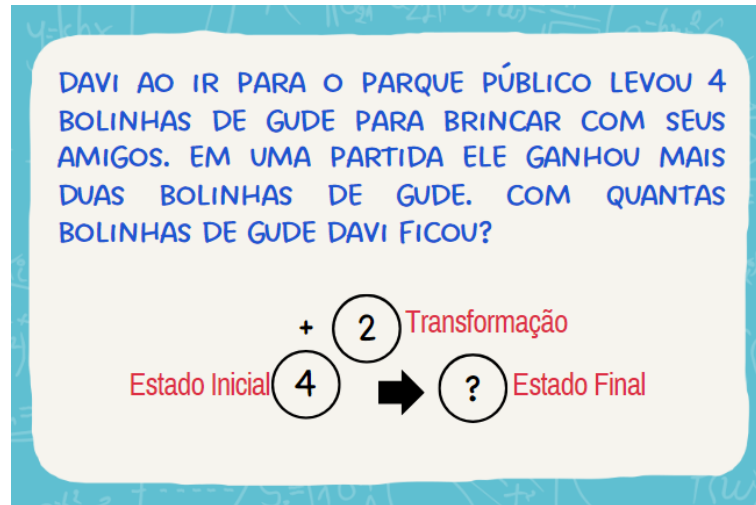 DAVI AO IR PARA O PARQUE PÚBLICO LEVOU 4
BOLINHAS DE GUDE PARA BRINCAR COM SEUS
AMIGOS. EM UMA PARTIDA ELE GANHOU MAIS
DUAS BOLINHAS DE GUDE. COM QUANTAS
BOLINHAS DE GUDE DAVI FICOU?
+ 2 Transformação
Estado Inicial 4 ? Estado Final